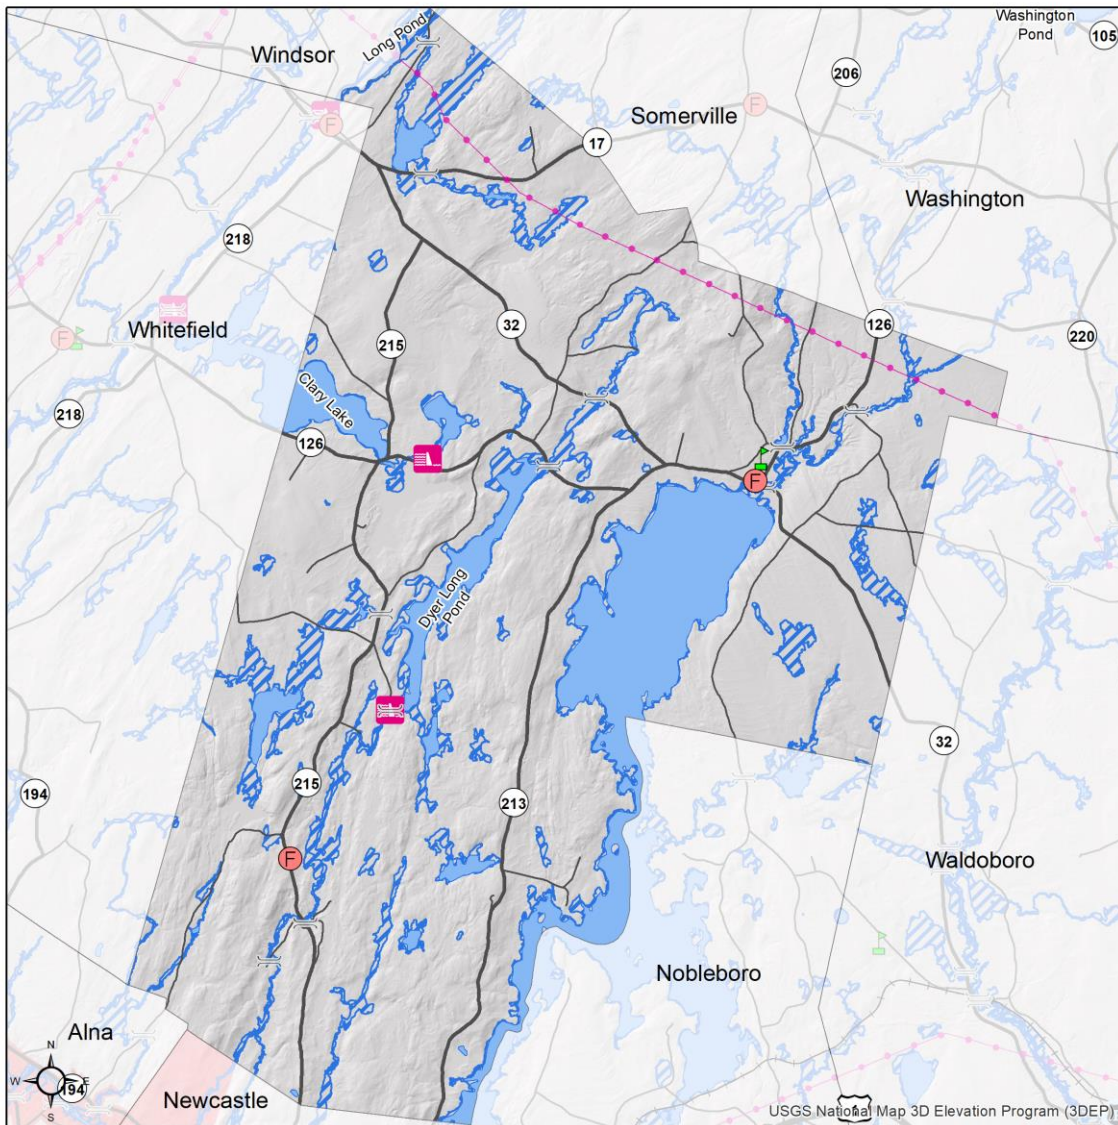 Washington
Pond
105
Long Pond
Windsor
206
F
Somerville
F
17
Washington
218
F
Whitefield
215
32
126
220
218
Clary Lake
126
F
Dyer Long
Pond
32
194
215
213
F
Waldoboro
Nobleboro
Alna
N
W
E
S
194
Newcastle
1
USGS National Map 3D Elevation Program (3DEP)